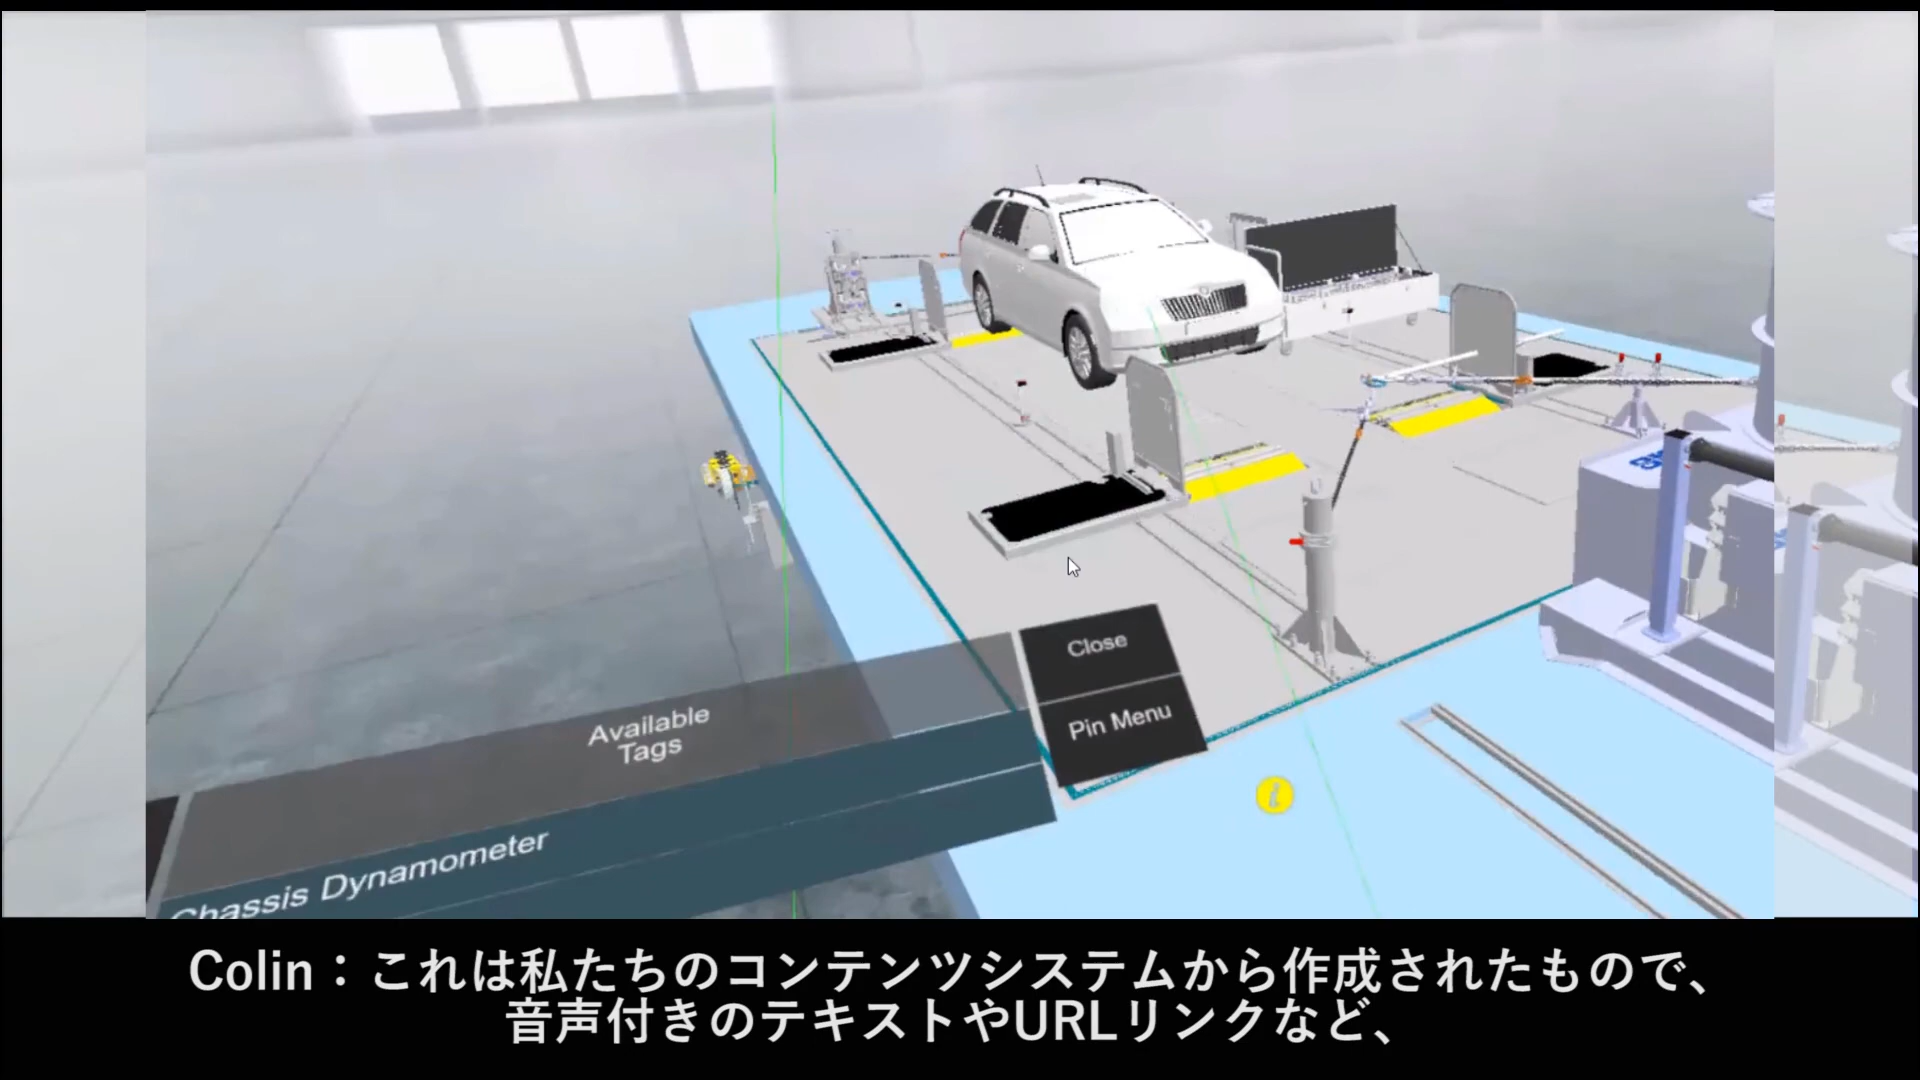 Close
Pin Menu
Available
Tags
Chassis Dynamometer
Colin：これは私たちのコンテンツシステムから作成されたもので、
音声付きのテキストやURLリンクなど、